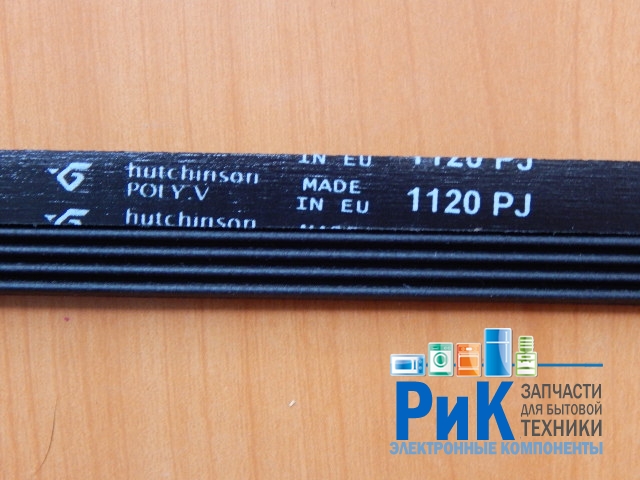 IN EU 1120 PJ
hutchinson MADE
POLY.V IN EU 1120 PJ
hutchinson
РиК ЗАПЧАСТИ
ДЛЯ БЫТОВОЙ
ТЕХНИКИ
ЭЛЕКТРОННЫЕ КОМПОНЕНТЫ